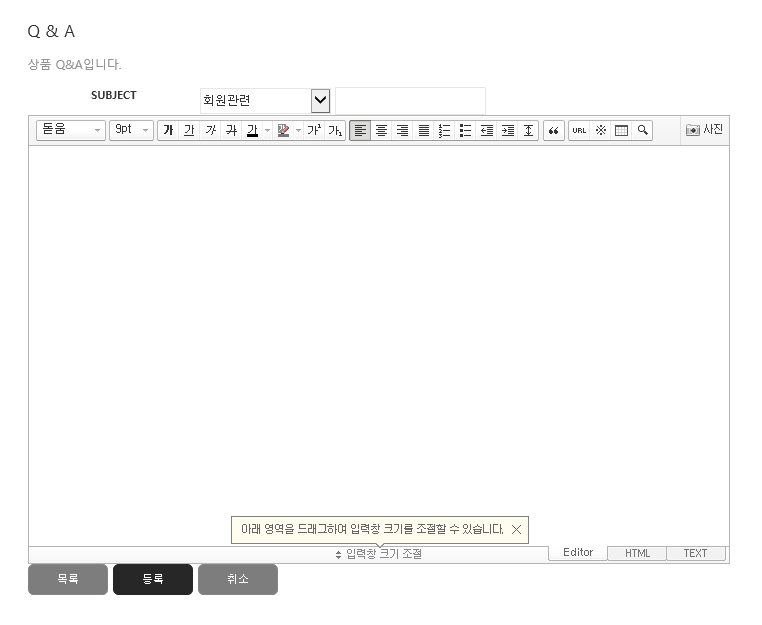 Q & A
상품 Q&A입니다.
SUBJECT 회원관련
돋움 9pt 가 가 가 가 가 가¹ 가₁ URL ※ 사진
아래 영역을 드래그하여 입력창 크기를 조절할 수 있습니다.
입력창 크기 조절 Editor HTML TEXT
목록 등록 취소